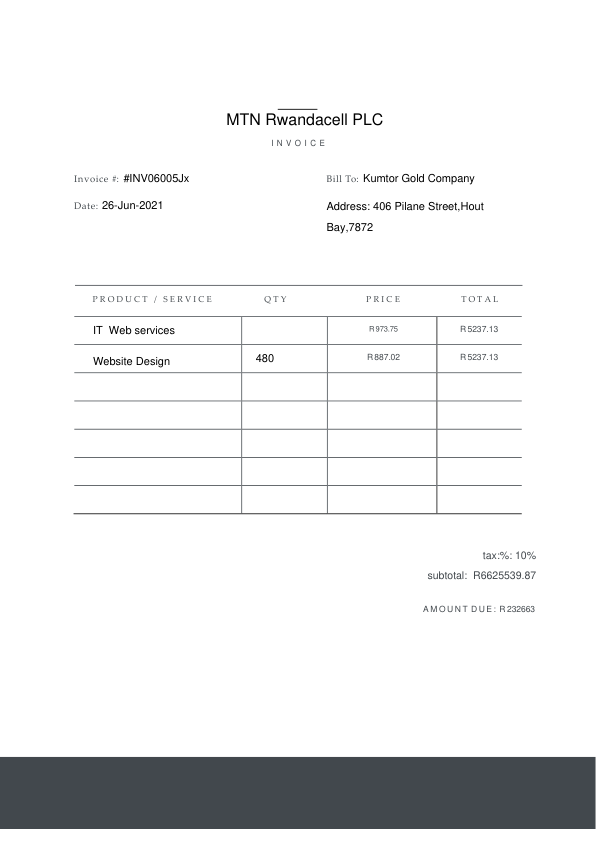 MTN Rwandacell PLC
INVOICE
Invoice #: #INV06005Jx
Bill To: Kumtor Gold Company
Date: 26-Jun-2021
Address: 406 Pilane Street,Hout
Bay,7872
PRODUCT / SERVICE QTY PRICE TOTAL
IT Web services R973.75 R5237.13
Website Design 480 R887.02 R5237.13
tax:%: 10%
subtotal: R6625539.87
AMOUNT DUE: R232663